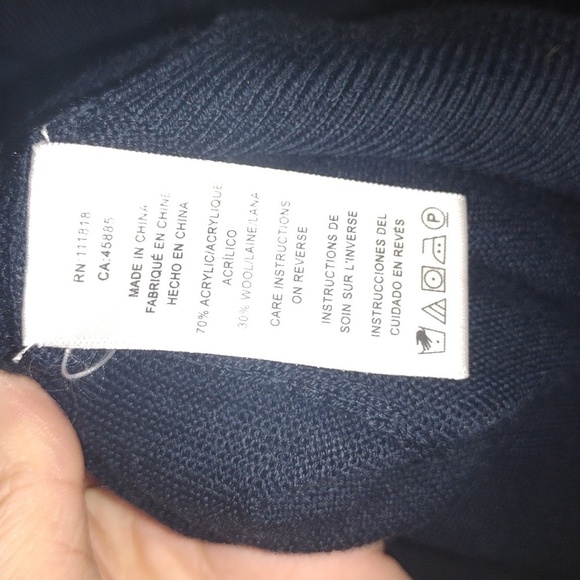 RN 111818
CA:45885
MADE IN CHINA
FABRIQUÉ EN CHINE
HECHO EN CHINA
70% ACRYLIC/ACRYLIQUE
ACRÍLICO
30% WOOL/LAINE/LANA
CARE INSTRUCTIONS
ON REVERSE
INSTRUCTIONS DE
SOIN SUR L'INVERSE
INSTRUCCIONES DEL
CUIDADO EN REVÉS
P